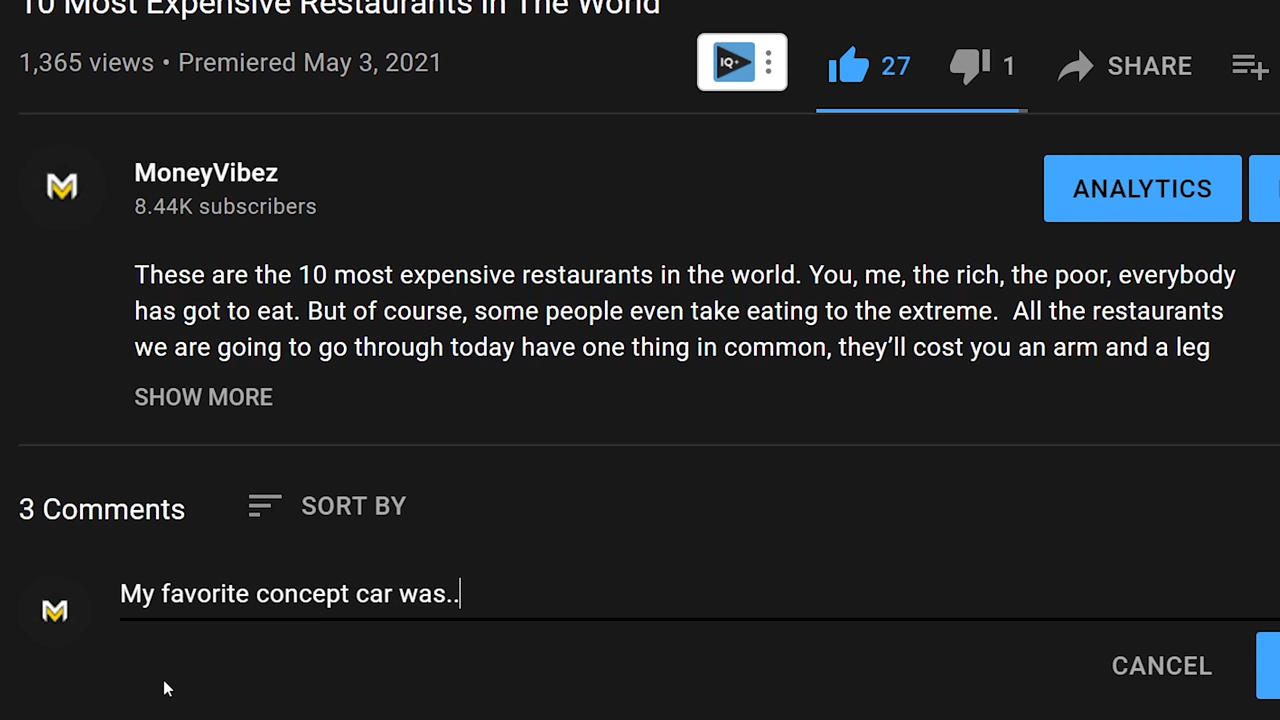 10 Most Expensive Restaurants In The World
1,365 views • Premiered May 3, 2021
IQ+
27
1
SHARE
MoneyVibez
8.44K subscribers
ANALYTICS
These are the 10 most expensive restaurants in the world. You, me, the rich, the poor, everybody
has got to eat. But of course, some people even take eating to the extreme.  All the restaurants
we are going to go through today have one thing in common, they’ll cost you an arm and a leg
SHOW MORE
3 Comments
SORT BY
My favorite concept car was..
CANCEL